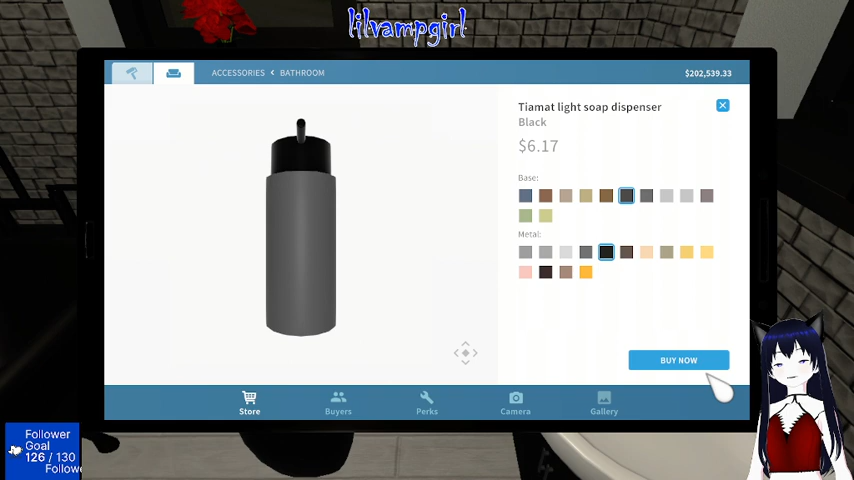 lilvampgirl
ACCESSORIES < BATHROOM
$202,539.33
Tiamat light soap dispenser
Black
$6.17
Base:
Metal:
BUY NOW
Store
Buyers
Perks
Camera
Gallery
Follower
Goal
126 / 130
Followe